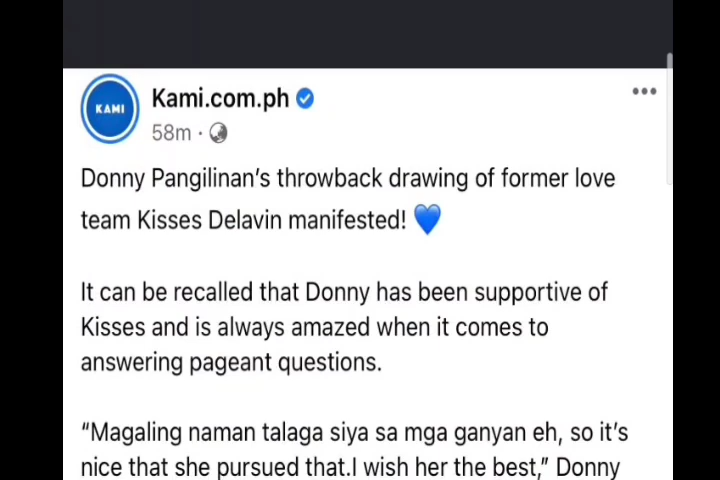 KAMI
Kami.com.ph
58m ·
Donny Pangilinan's throwback drawing of former love
team Kisses Delavin manifested!
It can be recalled that Donny has been supportive of
Kisses and is always amazed when it comes to
answering pageant questions.
“Magaling naman talaga siya sa mga ganyan eh, so it's
nice that she pursued that.I wish her the best,” Donny